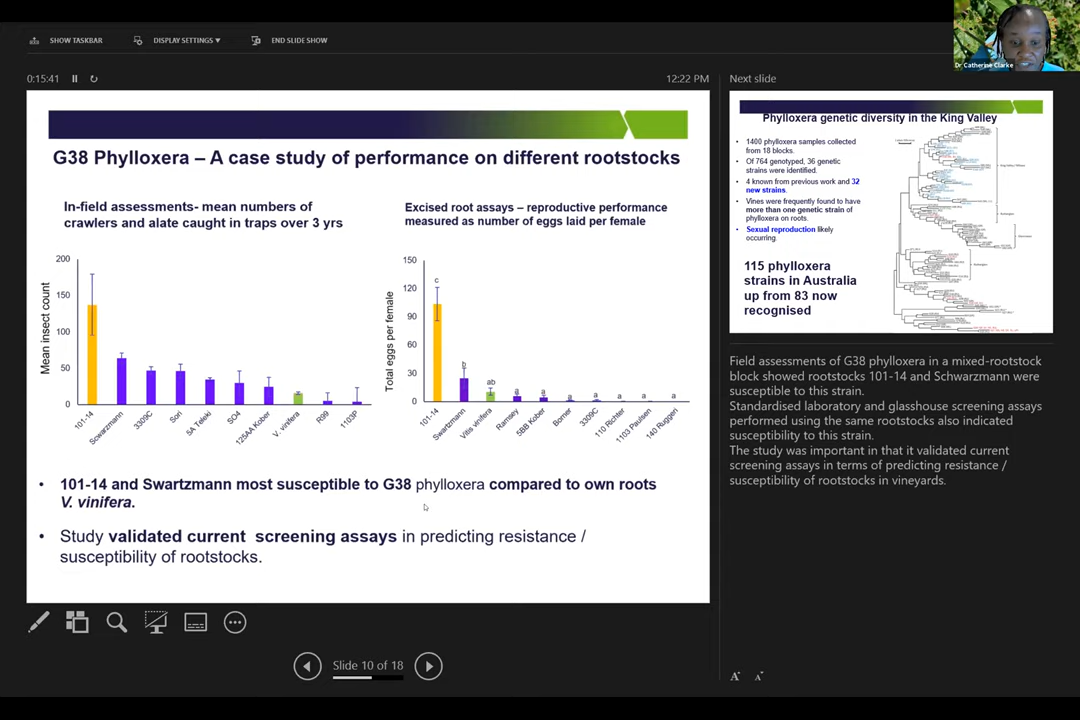 SHOW TASKBAR
DISPLAY SETTINGS ▾
END SLIDE SHOW
Dr Catherine Clarke
0:15:41
12:22 PM
Next slide
G38 Phylloxera – A case study of performance on different rootstocks
In-field assessments- mean numbers of
crawlers and alate caught in traps over 3 yrs
Mean insect count
200
150
100
50
0
101-14
Scwarzmann
3309C
Sori
5A Teleki
SO4
125AA Kober
V. vinifera
R99
1103P
Excised root assays – reproductive performance
measured as number of eggs laid per female
Total eggs per female
150
120
90
60
30
0
c
b
ab
a
a
a
a
a
a
a
101-14
Swartzmann
Vitis vinifera
Ramsey
5BB Kober
Borner
3309C
110 Richter
1103 Paulsen
140 Ruggeri
• 101-14 and Swartzmann most susceptible to G38 phylloxera compared to own roots
V. vinifera.
• Study validated current screening assays in predicting resistance /
susceptibility of rootstocks.
Slide 10 of 18
Phylloxera genetic diversity in the King Valley
• 1400 phylloxera samples collected
from 18 blocks.
• Of 764 genotyped, 36 genetic
strains were identified.
• 4 known from previous work and 32
new strains.
• Vines were frequently found to have
more than one genetic strain of
phylloxera on roots.
• Sexual reproduction likely
occurring.
115 phylloxera
strains in Australia
up from 83 now
recognised
Field assessments of G38 phylloxera in a mixed-rootstock
block showed rootstocks 101-14 and Schwarzmann were
susceptible to this strain.
Standardised laboratory and glasshouse screening assays
performed using the same rootstocks also indicated
susceptibility to this strain.
The study was important in that it validated current
screening assays in terms of predicting resistance /
susceptibility of rootstocks in vineyards.
A
A